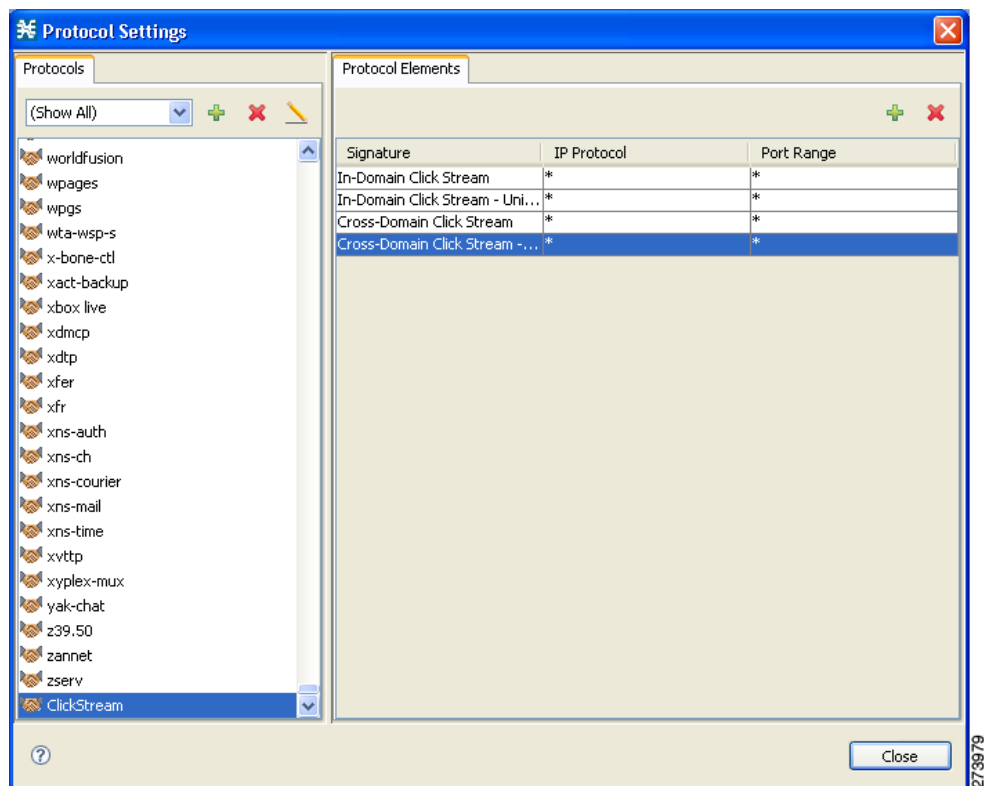 Protocol Settings
Protocols
(Show All)
worldfusion
wpages
wpgs
wta-wsp-s
x-bone-ctl
xact-backup
xbox live
xdmcp
xdtp
xfer
xfr
xns-auth
xns-ch
xns-courier
xns-mail
xns-time
xvttp
xyplex-mux
yak-chat
z39.50
zannet
zserv
ClickStream
Protocol Elements
Signature IP Protocol Port Range
In-Domain Click Stream * *
In-Domain Click Stream - Uni... * *
Cross-Domain Click Stream * *
Cross-Domain Click Stream -... * *
Close
273979